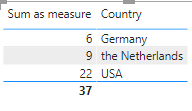 Sum as measure Country
6 Germany
9 the Netherlands
22 USA
37